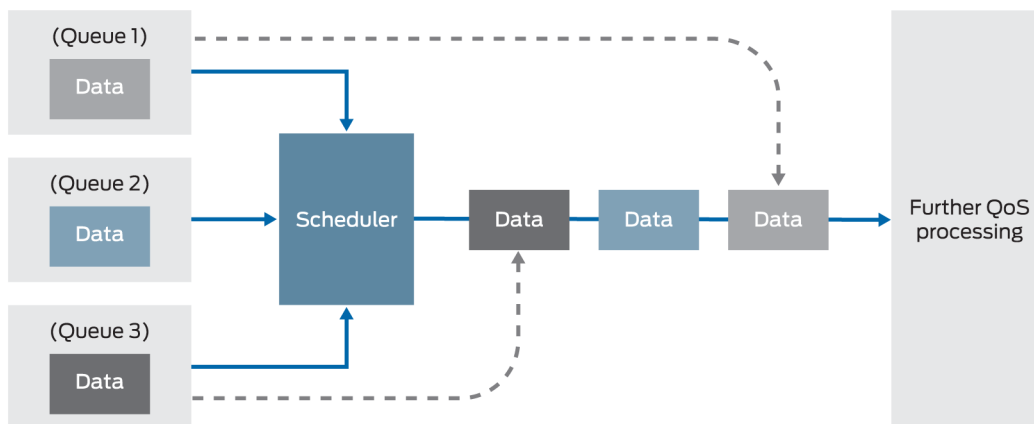 (Queue 1)
Data
(Queue 2)
Data
(Queue 3)
Data
Scheduler
Data
Data
Data
Further QoS
processing